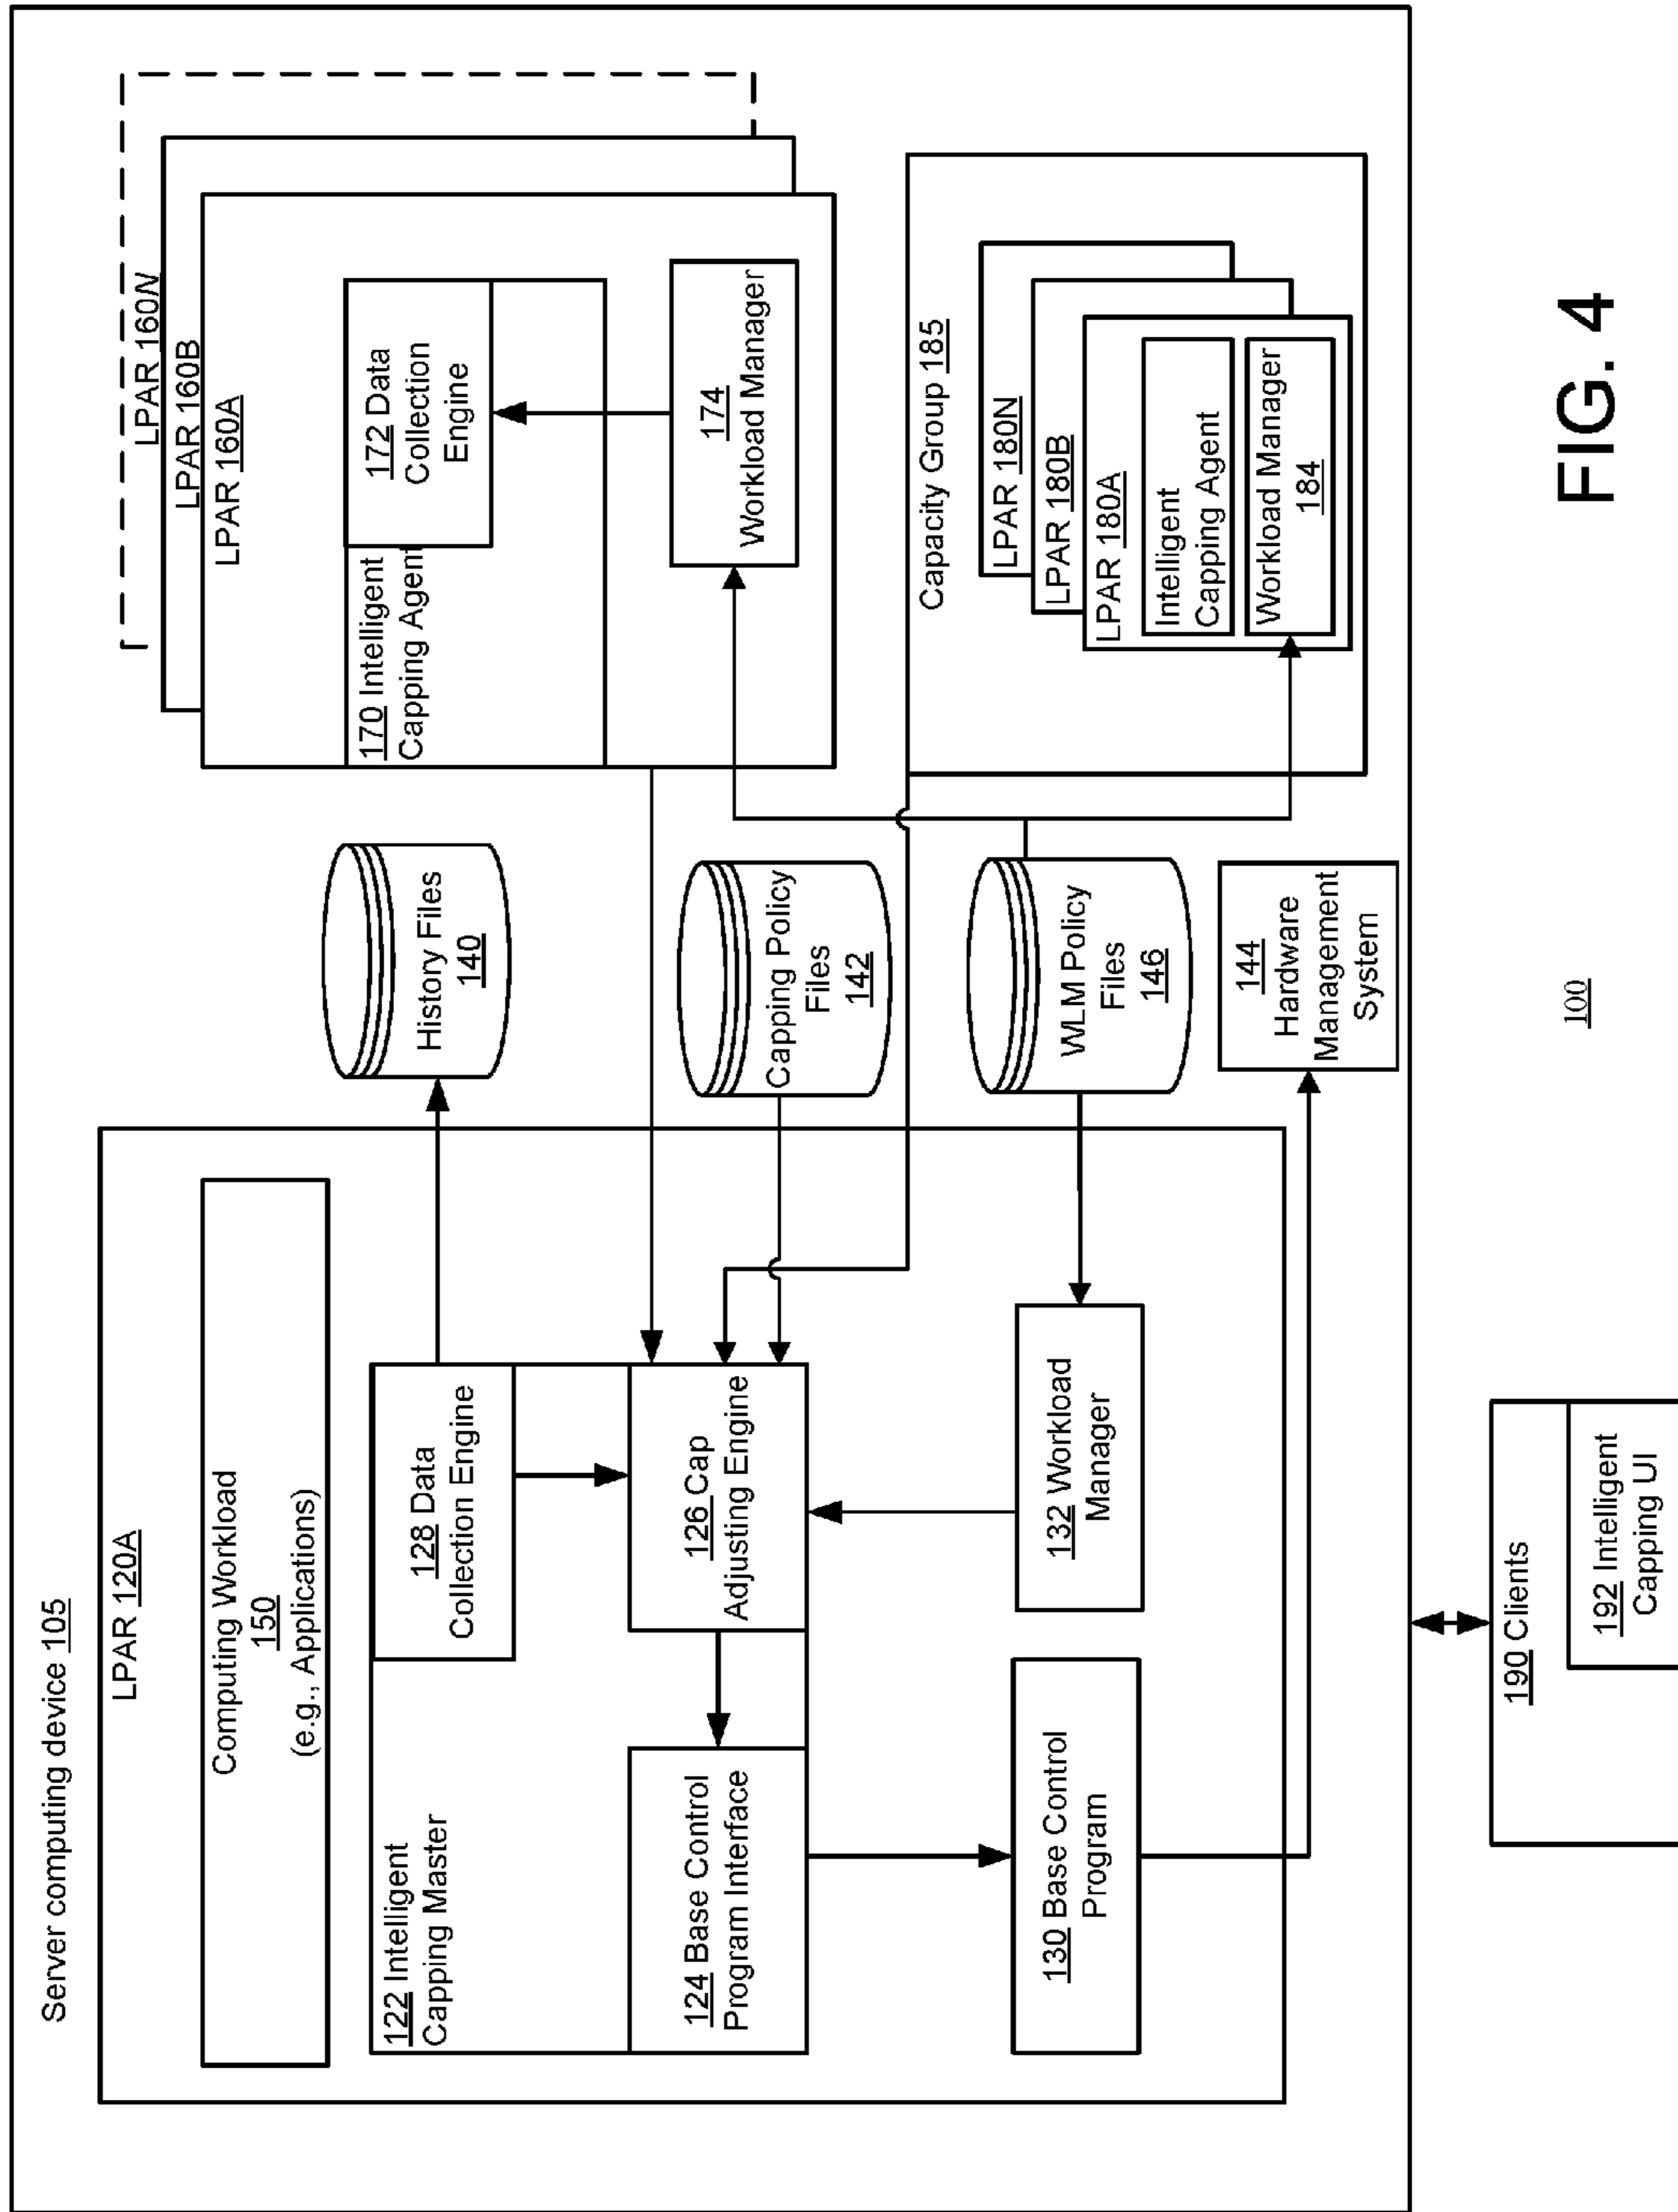 Server computing device 105
LPAR 120A
Computing Workload
150
(e.g., Applications)
122 Intelligent
Capping Master
128 Data
Collection Engine
124 Base Control
Program Interface
126 Cap
Adjusting Engine
130 Base Control
Program
132 Workload
Manager
History Files
140
Capping Policy
Files
142
WLM Policy
Files
146
144
Hardware
Management
System
LPAR 160N
LPAR 160B
LPAR 160A
170 Intelligent
Capping Agent
172 Data
Collection
Engine
174
Workload Manager
Capacity Group 185
LPAR 180N
LPAR 180B
LPAR 180A
Intelligent
Capping Agent
Workload Manager
184
190 Clients
192 Intelligent
Capping UI
100
FIG. 4